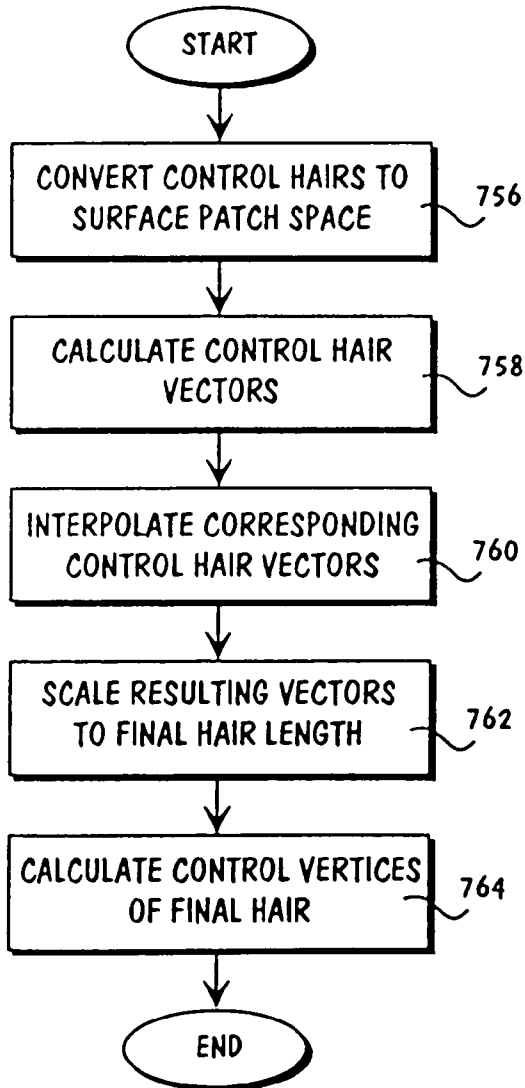 START
CONVERT CONTROL HAIRS TO
SURFACE PATCH SPACE
756
CALCULATE CONTROL HAIR
VECTORS
758
INTERPOLATE CORRESPONDING
CONTROL HAIR VECTORS
760
SCALE RESULTING VECTORS
TO FINAL HAIR LENGTH
762
CALCULATE CONTROL VERTICES
OF FINAL HAIR
764
END